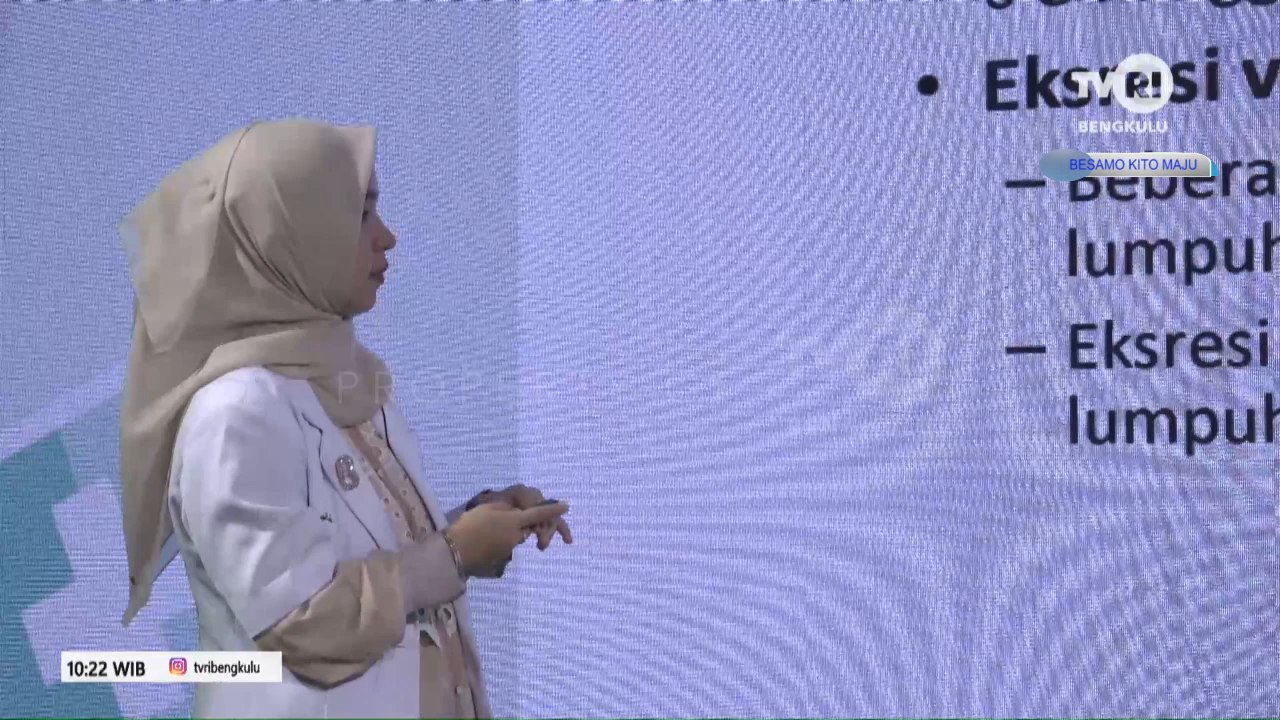 • Eksresi v
TVRI
BENGKULU
BESAMO KITO MAJU
– Bebera
lumpuh
– Eksresi
lumpuh
10:22 WIB tvribengkulu